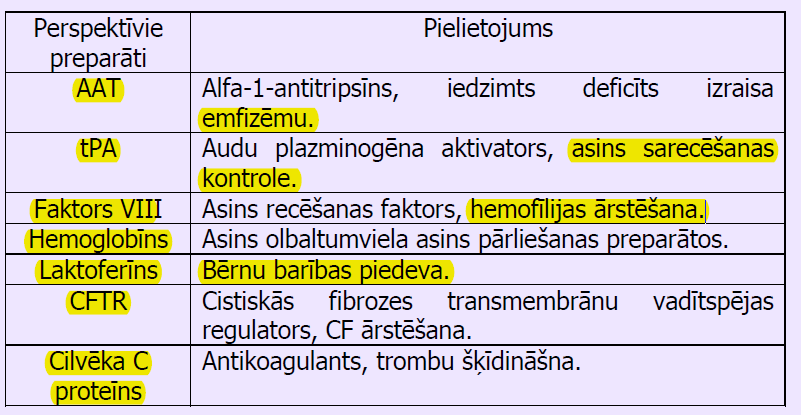 Perspektīvie Pielietojums
preparāti
AAT Alfa-1-antitripsīns, iedzimts deficīts izraisa
emfizēmu.
tPA Audu plazminogēna aktivators, asins sarecēšanas
kontrole.
Faktors VIII Asins recēšanas faktors, hemofīlijas ārstēšana.
Hemoglobīns Asins olbaltumviela asins pārliešanas preparātos.
Laktoferīns Bērnu barības piedeva.
CFTR Cistiskās fibrozes transmembrānu vadītspējas
regulators, CF ārstēšana.
Cilvēka C Antikoagulants, trombu šķīdināšna.
proteīns